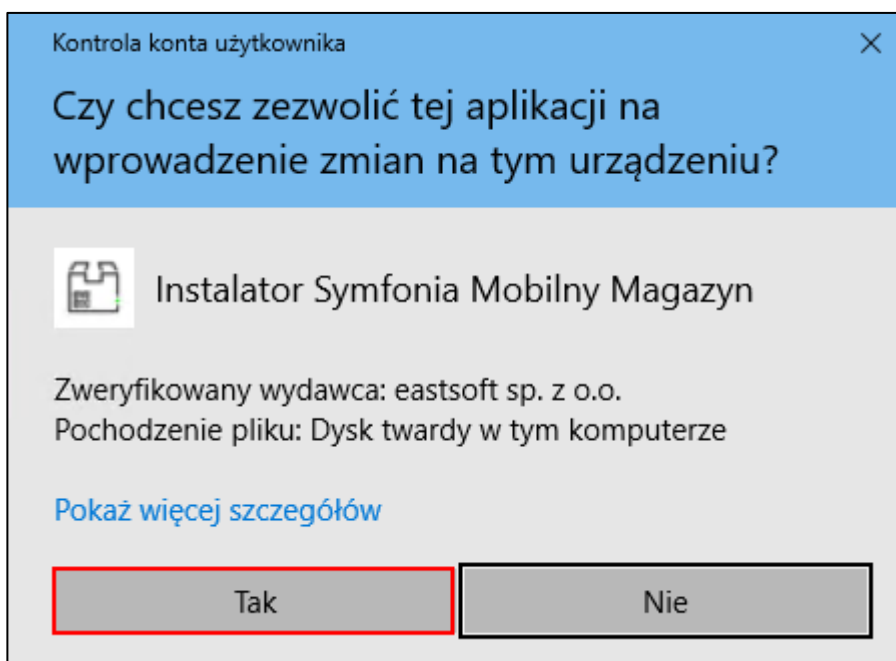 Kontrola konta użytkownika
Czy chcesz zezwolić tej aplikacji na
wprowadzenie zmian na tym urządzeniu?
Instalator Symfonia Mobilny Magazyn
Zweryfikowany wydawca: eastsoft sp. z o.o.
Pochodzenie pliku: Dysk twardy w tym komputerze
Pokaż więcej szczegółów
Tak
Nie